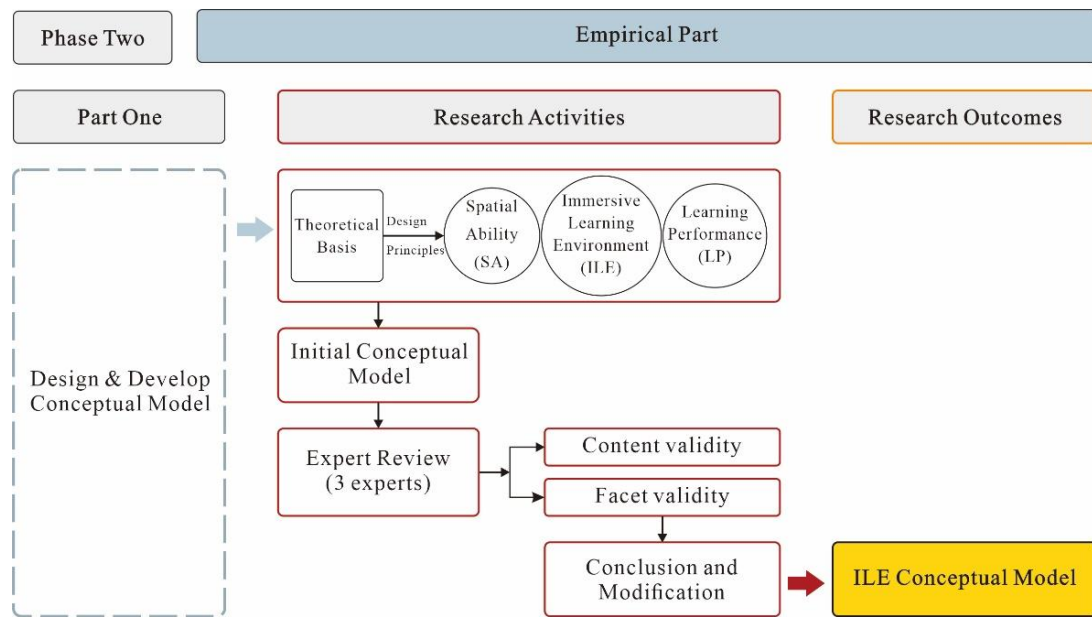 Phase Two
Empirical Part
Part One
Research Activities
Research Outcomes
Design & Develop
Conceptual Model
Theoretical
Basis
Design
Principles
Spatial
Ability
(SA)
Immersive
Learning
Environment
(ILE)
Learning
Performance
(LP)
Initial Conceptual
Model
Expert Review
(3 experts)
Content validity
Facet validity
Conclusion and
Modification
ILE Conceptual Model